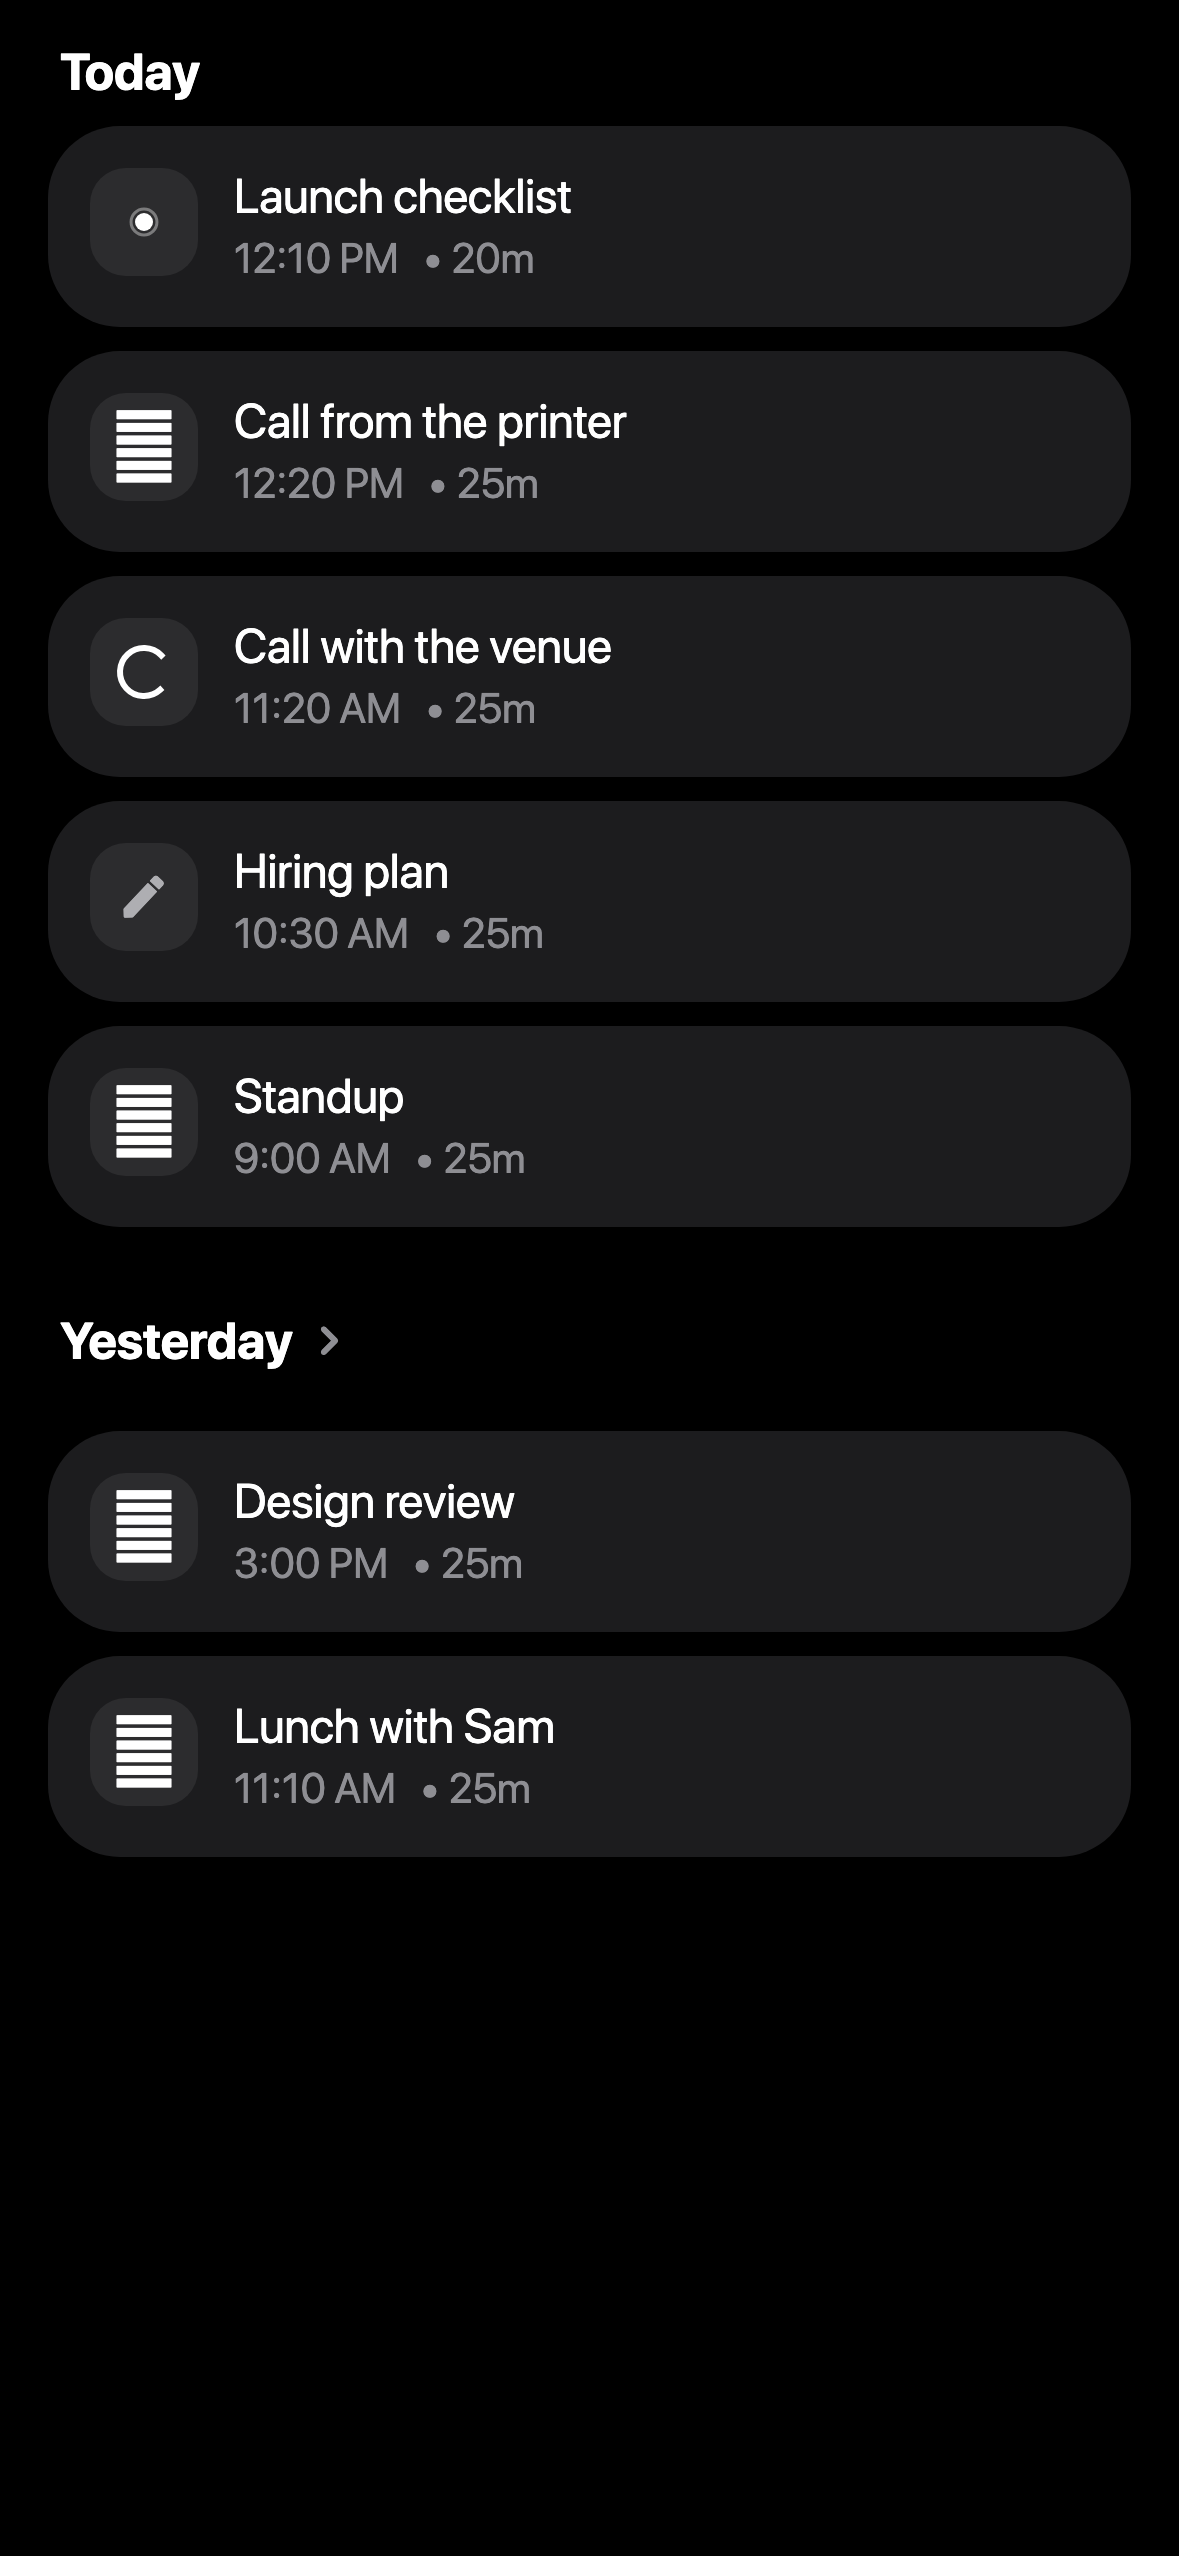 Today
Launch checklist
12:10 PM • 20m
Call from the printer
12:20 PM • 25m
Call with the venue
11:20 AM • 25m
Hiring plan
10:30 AM • 25m
Standup
9:00 AM • 25m
Yesterday
Design review
3:00 PM • 25m
Lunch with Sam
11:10 AM • 25m